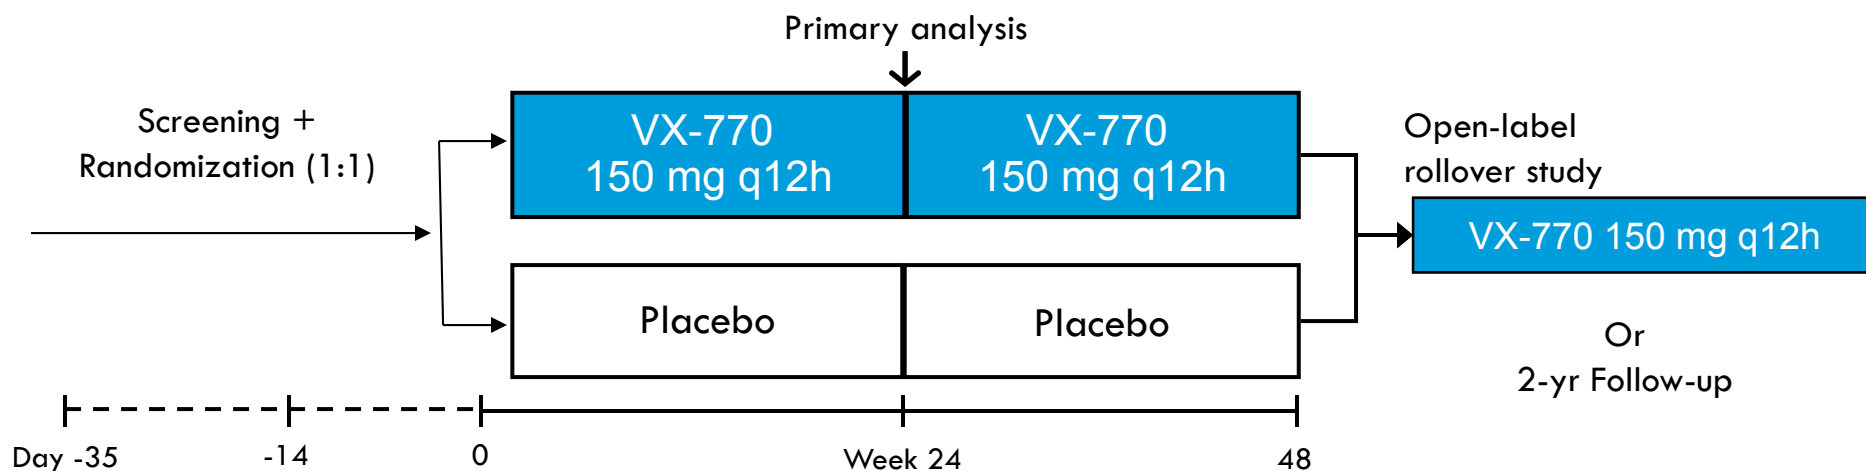 Primary analysis
Screening +
Randomization (1:1)
VX-770
150 mg q12h
VX-770
150 mg q12h
Open-label
rollover study
VX-770 150 mg q12h
Placebo
Placebo
Or
2-yr Follow-up
Day -35
-14
0
Week 24
48